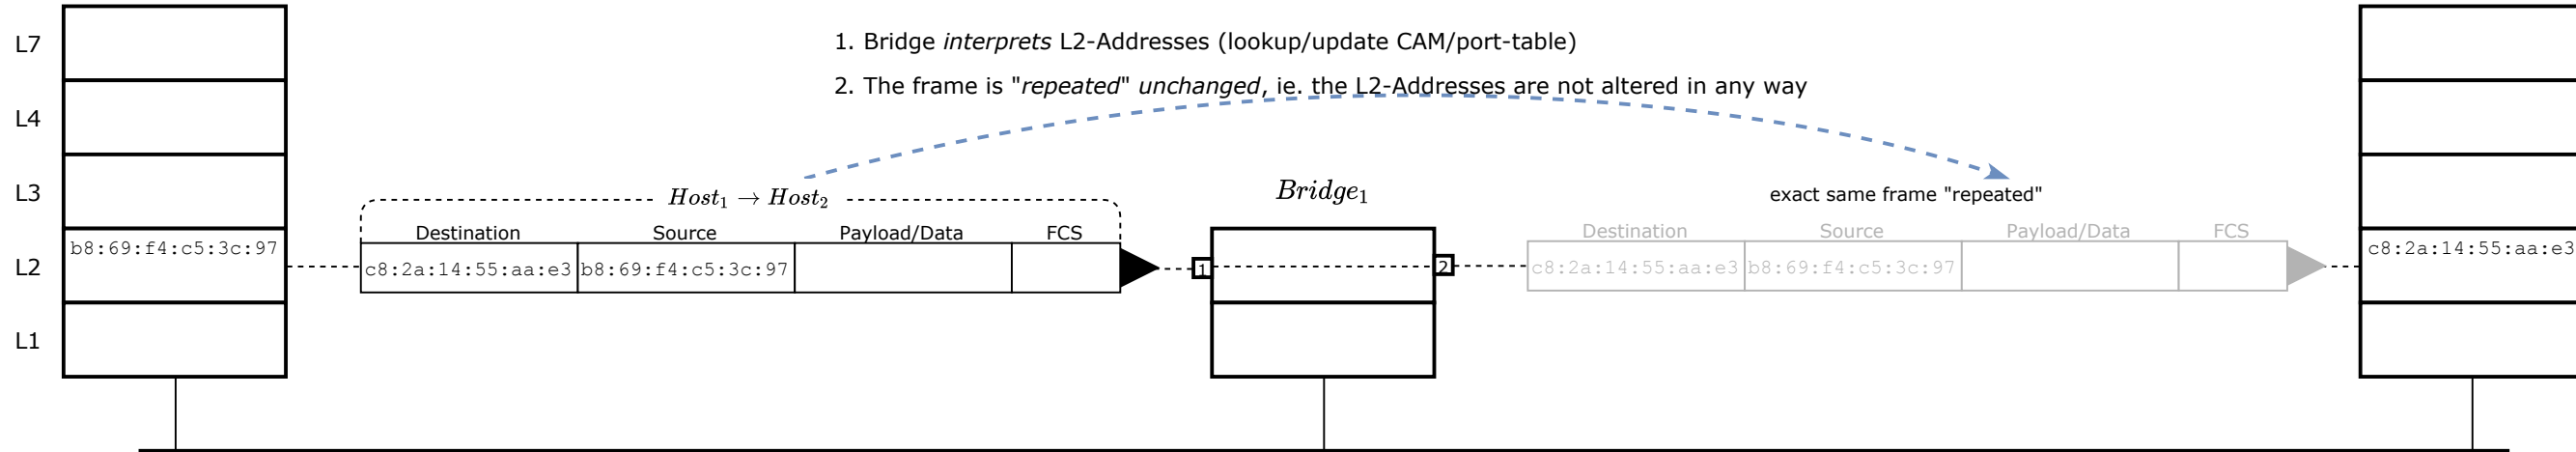 1. Bridge interprets L2-Addresses (lookup/update CAM/port-table)
2. The frame is "repeated" unchanged, ie. the L2-Addresses are not altered in any way
L7
L4
L3
L2
L1
b8:69:f4:c5:3c:97
Host₁ → Host₂
Destination Source Payload/Data FCS
c8:2a:14:55:aa:e3 b8:69:f4:c5:3c:97
Bridge₁
1
2
exact same frame "repeated"
Destination Source Payload/Data FCS
c8:2a:14:55:aa:e3 b8:69:f4:c5:3c:97
c8:2a:14:55:aa:e3